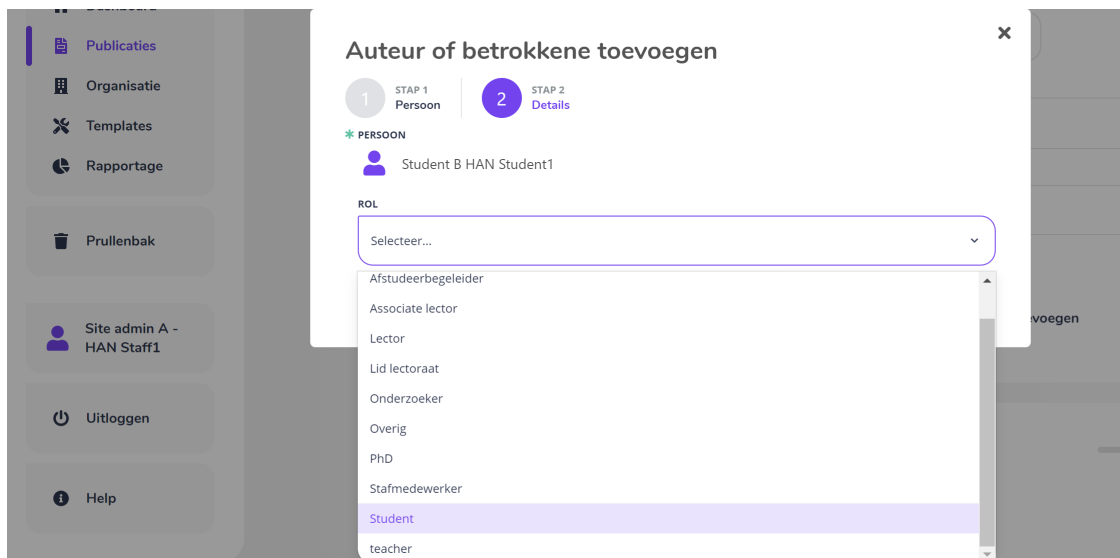 Publicaties
Organisatie
Templates
Rapportage
Prullenbak
Site admin A -
HAN Staff1
Uitloggen
Help
Auteur of betrokkene toevoegen
1
STAP 1
Persoon
2
STAP 2
Details
* PERSOON
Student B HAN Student1
ROL
Selecteer...
Afstudeerbegeleider
Associate lector
Lector
Lid lectoraat
Onderzoeker
Overig
PhD
Stafmedewerker
Student
teacher
evoegen